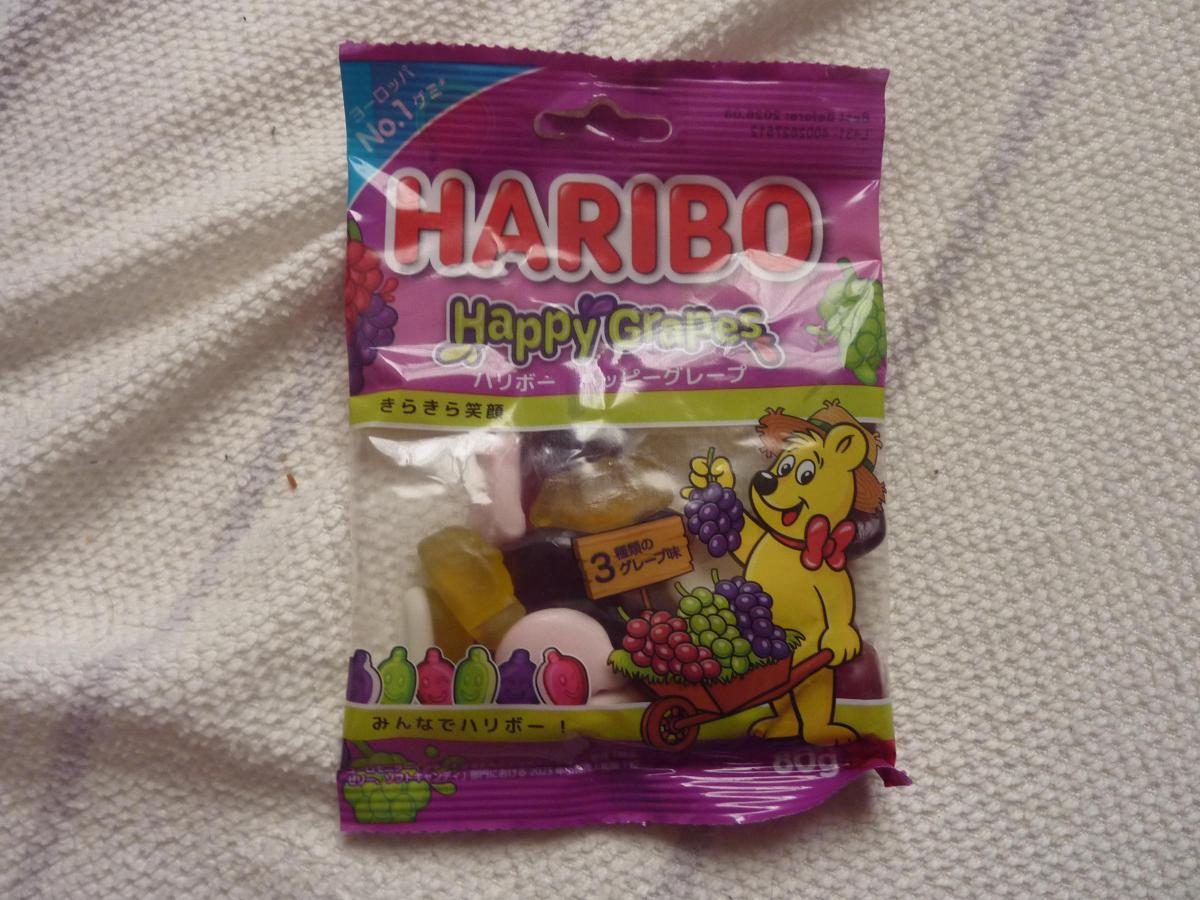 ヨーロッパ
No.1 グミ*
HARIBO
Happy Grapes
ハリボー ハッピーグレープ
きらきら笑顔
3 種類の
グレープ味
みんなでハリボー！
80g